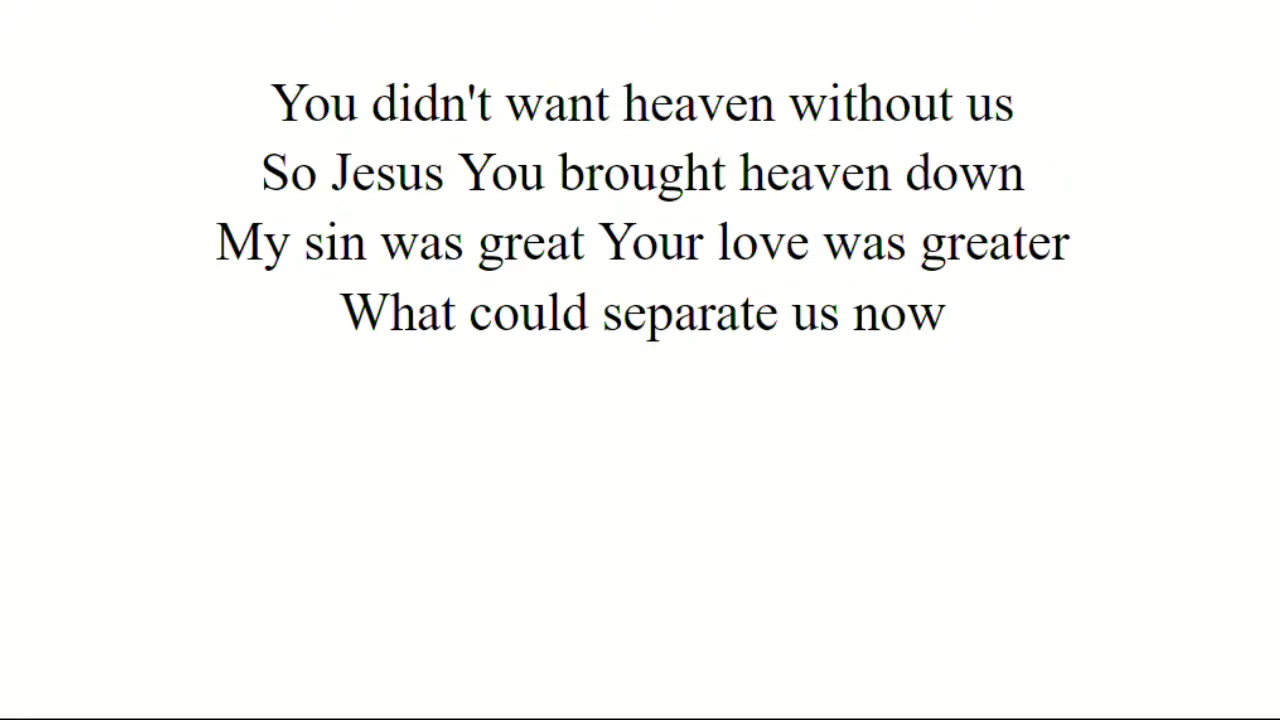 You didn't want heaven without us
So Jesus You brought heaven down
My sin was great Your love was greater
What could separate us now